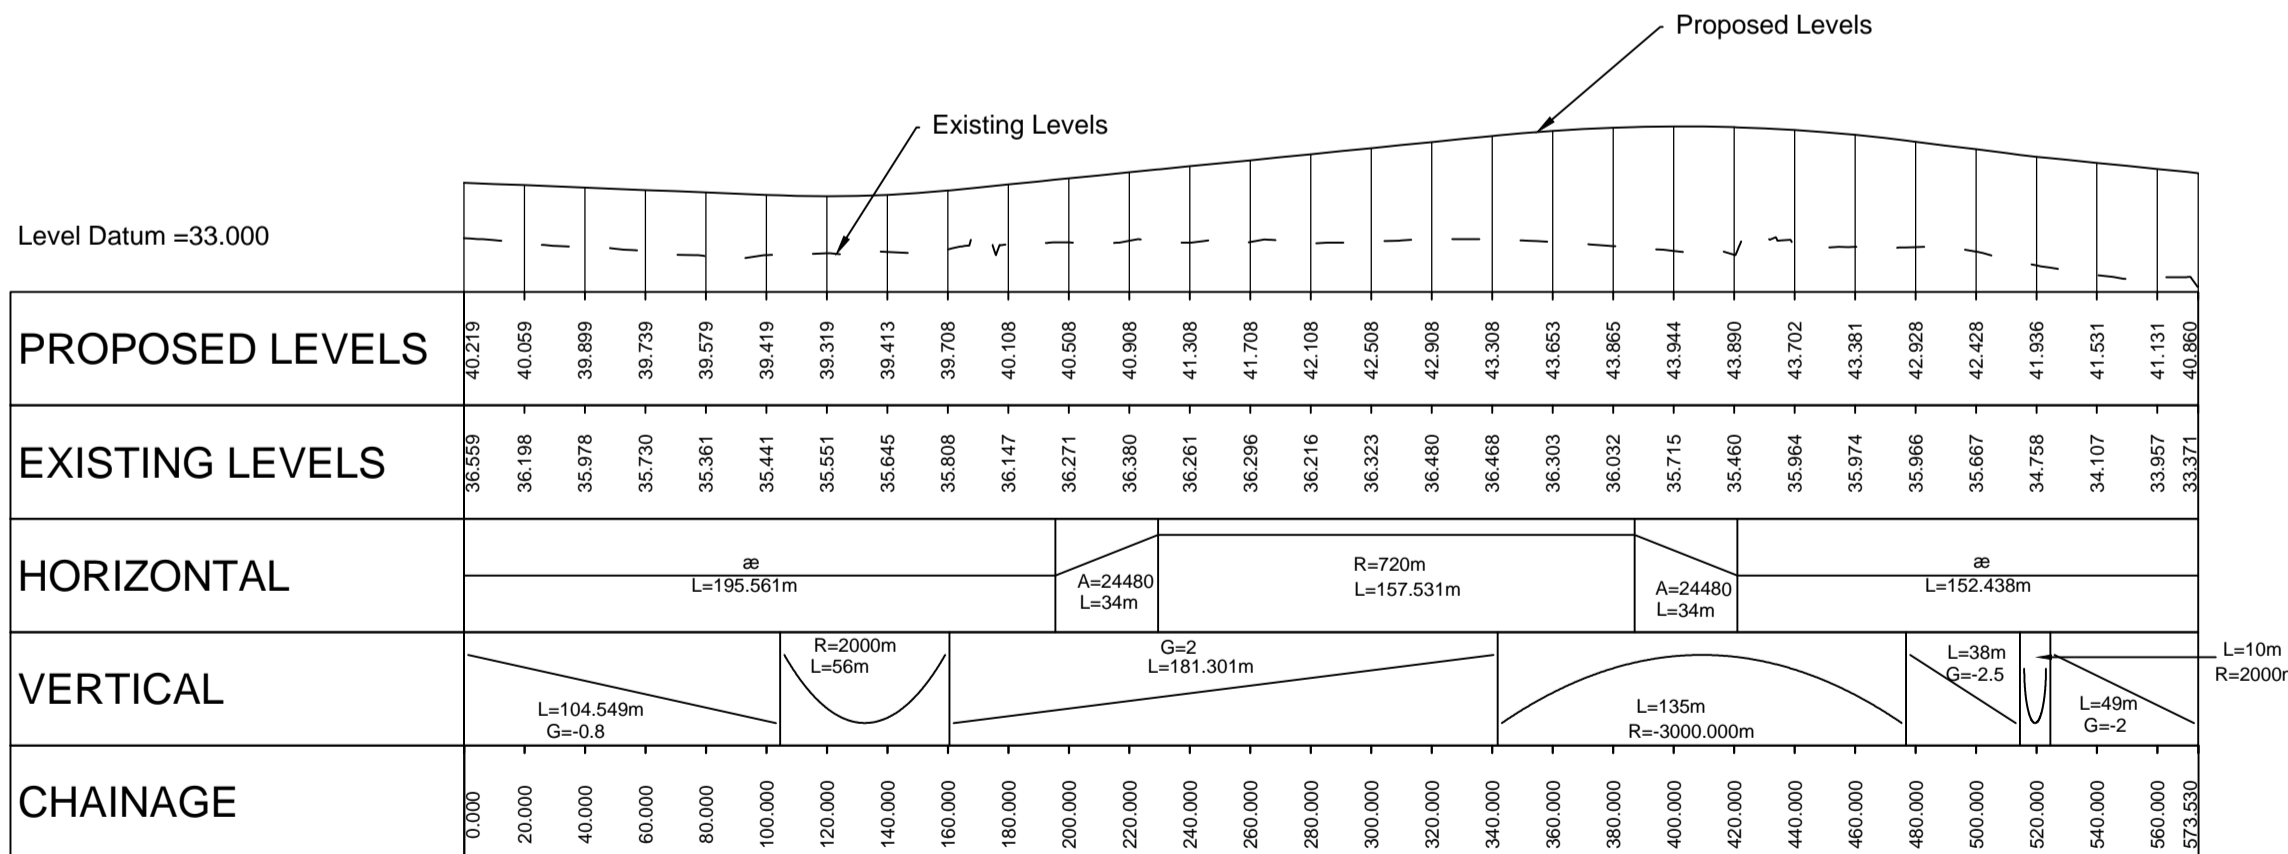 Proposed Levels
Existing Levels
Level Datum =33.000
PROPOSED LEVELS
40.219 40.059 39.899 39.739 39.579 39.419 39.319 39.413 39.708 40.108 40.508 40.908 41.308 41.708 42.108 42.508 42.908 43.308 43.653 43.865 43.944 43.890 43.702 43.381 42.928 42.428 41.936 41.531 41.131 40.860
EXISTING LEVELS
36.559 36.198 35.978 35.730 35.361 35.441 35.551 35.645 35.808 36.147 36.271 36.380 36.261 36.296 36.216 36.323 36.480 36.468 36.303 36.032 35.715 35.460 35.964 35.974 35.966 35.667 34.758 34.107 33.957 33.371
HORIZONTAL
æ
L=195.561m
A=24480
L=34m
R=720m
L=157.531m
A=24480
L=34m
æ
L=152.438m
VERTICAL
L=104.549m
G=-0.8
R=2000m
L=56m
G=2
L=181.301m
L=135m
R=-3000.000m
L=38m
G=-2.5
L=10m
R=2000m
L=49m
G=-2
CHAINAGE
0.000 20.000 40.000 60.000 80.000 100.000 120.000 140.000 160.000 180.000 200.000 220.000 240.000 260.000 280.000 300.000 320.000 340.000 360.000 380.000 400.000 420.000 440.000 460.000 480.000 500.000 520.000 540.000 560.000 573.530